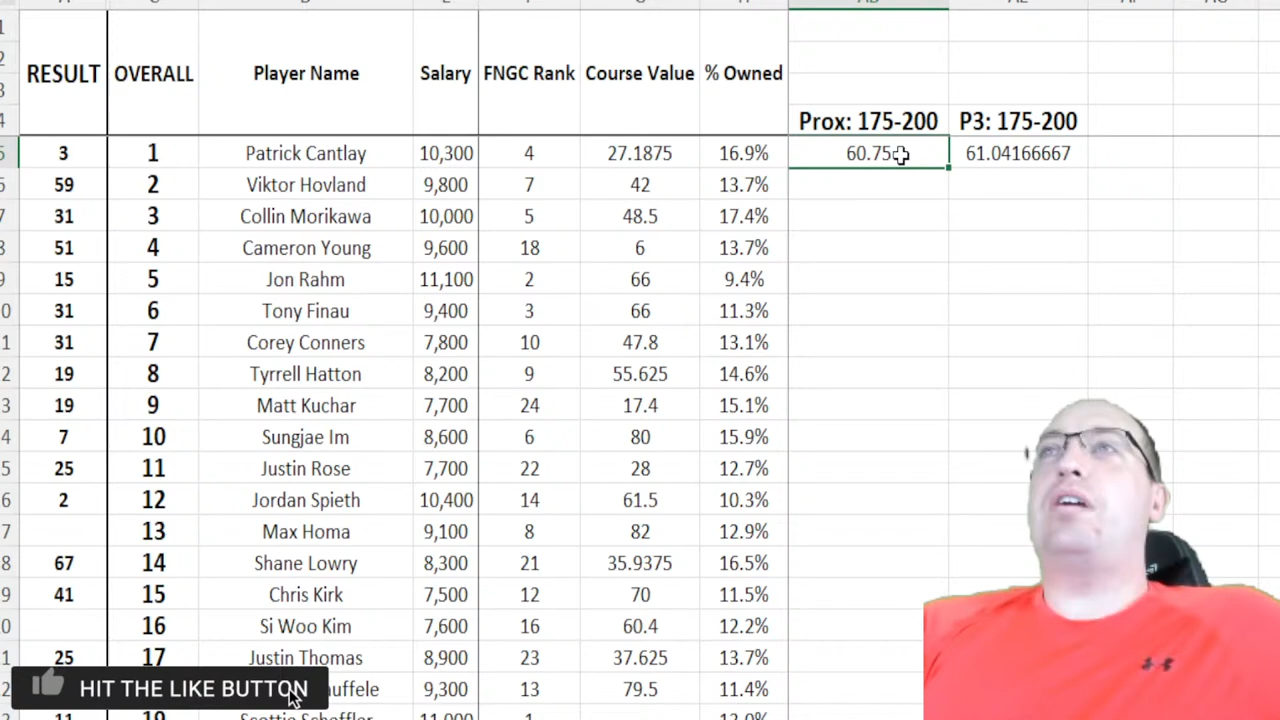 RESULT OVERALL Player Name Salary FNGC Rank Course Value % Owned
Prox: 175-200 P3: 175-200
3 1 Patrick Cantlay 10,300 4 27.1875 16.9% 60.75 61.04166667
59 2 Viktor Hovland 9,800 7 42 13.7%
31 3 Collin Morikawa 10,000 5 48.5 17.4%
51 4 Cameron Young 9,600 18 6 13.7%
15 5 Jon Rahm 11,100 2 66 9.4%
31 6 Tony Finau 9,400 3 66 11.3%
31 7 Corey Conners 7,800 10 47.8 13.1%
19 8 Tyrrell Hatton 8,200 9 55.625 14.6%
19 9 Matt Kuchar 7,700 24 17.4 15.1%
7 10 Sungjae Im 8,600 6 80 15.9%
25 11 Justin Rose 7,700 22 28 12.7%
2 12 Jordan Spieth 10,400 14 61.5 10.3%
13 Max Homa 9,100 8 82 12.9%
67 14 Shane Lowry 8,300 21 35.9375 16.5%
41 15 Chris Kirk 7,500 12 70 11.5%
16 Si Woo Kim 7,600 16 60.4 12.2%
25 17 Justin Thomas 8,900 23 37.625 13.7%
HIT THE LIKE BUTTON uffele 9,300 13 79.5 11.4%